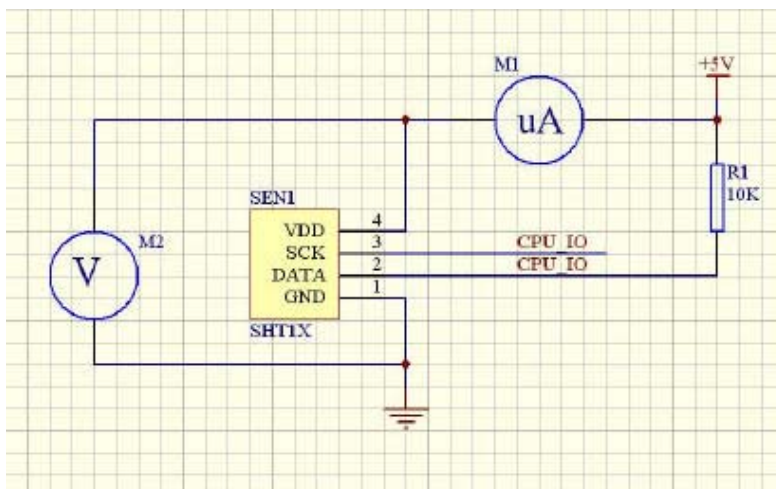 M1
+5V
uA
R1
10K
SEN1
VDD 4
M2
SCK 3 CPU_IO
V
DATA 2 CPU_IO
GND 1
SHT1X